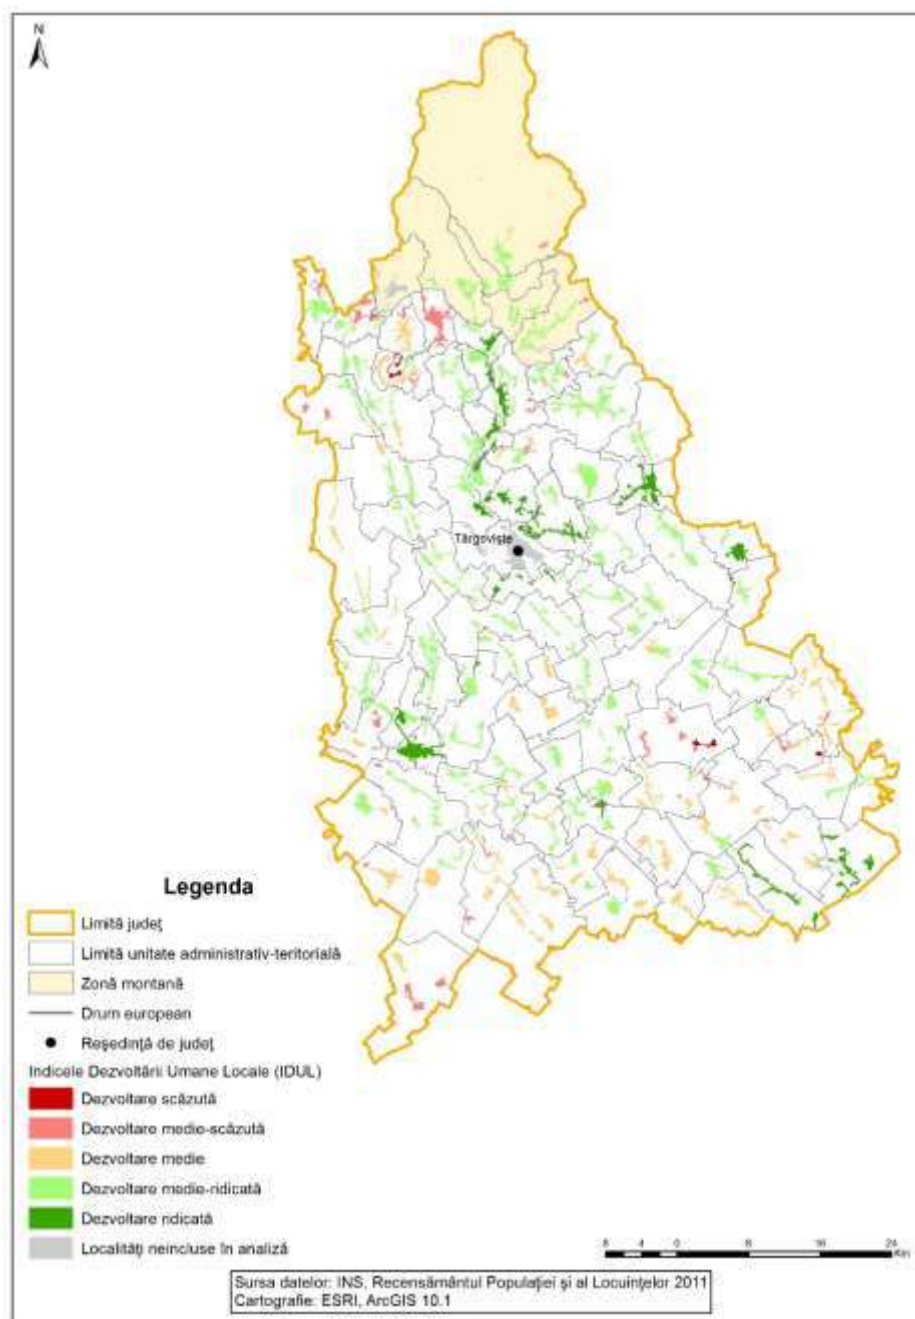 N
Târgoviște
Legenda
Limită județ
Limită unitate administrativ-teritorială
Zonă montană
Drum european
Reședință de județ
Indicele Dezvoltării Umane Locale (IDUL)
Dezvoltare scăzută
Dezvoltare medie-scăzută
Dezvoltare medie
Dezvoltare medie-ridicată
Dezvoltare ridicată
Localități neincluse în analiză
8 4 0 8 16 24
Km
Sursa datelor: INS, Recensământul Populației și al Locuințelor 2011
Cartografie: ESRI, ArcGIS 10.1